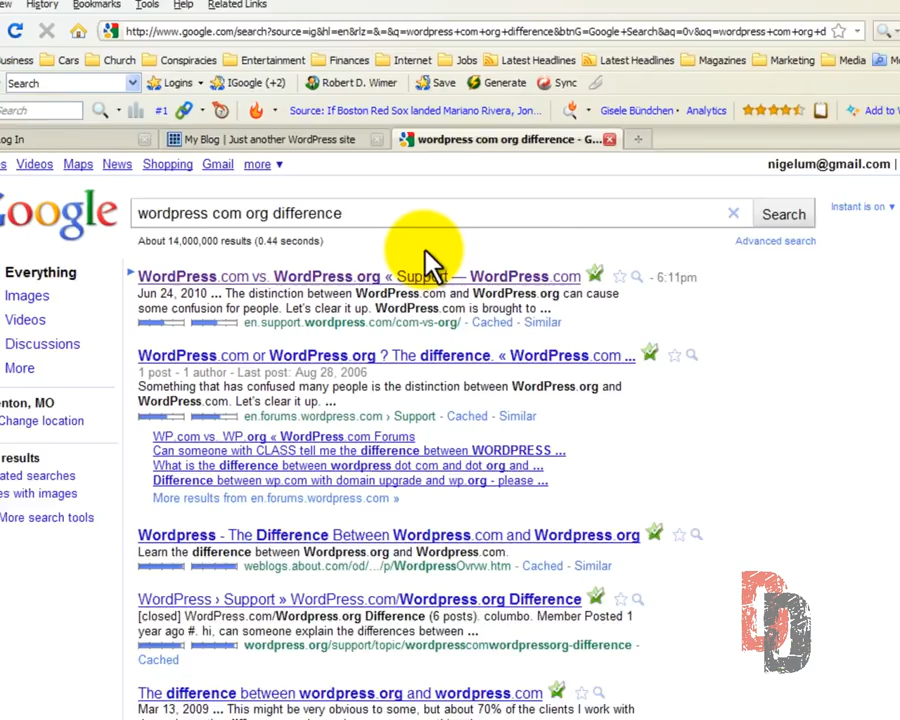 ew History Bookmarks Tools Help Related Links
http://www.google.com/search?source=ig&hl=en&rlz=&=&q=wordpress+com+org+difference&btnG=Google+Search&aq=0v&oq=wordpress+com+org+d
usiness Cars Church Conspiracies Entertainment Finances Internet Jobs Latest Headlines Latest Headlines Magazines Marketing Media M
Search Logins IGoogle (+2) Robert D. Wimer Save Generate Sync
earch #1 Source: If Boston Red Sox landed Mariano Rivera, Jon... Gisele Bündchen Analytics Add to
og In My Blog | Just another WordPress site wordpress com org difference - G...
s Videos Maps News Shopping Gmail more ▼ nigelum@gmail.com |
Google wordpress com org difference Search Instant is on ▼
About 14,000,000 results (0.44 seconds) Advanced search
Everything
Images
Videos
Discussions
More
enton, MO
Change location
results
ated searches
es with images
More search tools
WordPress.com vs. WordPress.org « Support — WordPress.com - 6:11pm
Jun 24, 2010 ... The distinction between WordPress.com and WordPress.org can cause
some confusion for people. Let's clear it up. WordPress.com is brought to ...
en.support.wordpress.com/com-vs-org/ - Cached - Similar
WordPress.com or WordPress.org ? The difference. « WordPress.com ...
1 post - 1 author - Last post: Aug 28, 2006
Something that has confused many people is the distinction between WordPress.org and
WordPress.com. Let's clear it up. ...
en.forums.wordpress.com › Support - Cached - Similar
WP.com vs. WP.org « WordPress.com Forums
Can someone with CLASS tell me the difference between WORDPRESS ...
What is the difference between wordpress dot com and dot org and ...
Difference between wp.com with domain upgrade and wp org - please ...
More results from en.forums.wordpress.com »
Wordpress - The Difference Between Wordpress.com and Wordpress.org
Learn the difference between Wordpress.org and Wordpress.com.
weblogs.about.com/od/.../p/WordpressOvrvw.htm - Cached - Similar
WordPress › Support » WordPress.com/Wordpress.org Difference
[closed] WordPress.com/Wordpress.org Difference (6 posts). columbo. Member Posted 1
year ago #. hi, can someone explain the differences between ...
wordpress.org/support/topic/wordpresscomwordpressorg-difference -
Cached
The difference between wordpress.org and wordpress.com
Mar 13, 2009 ... This might be very obvious to some, but about 70% of the clients I work with
DD